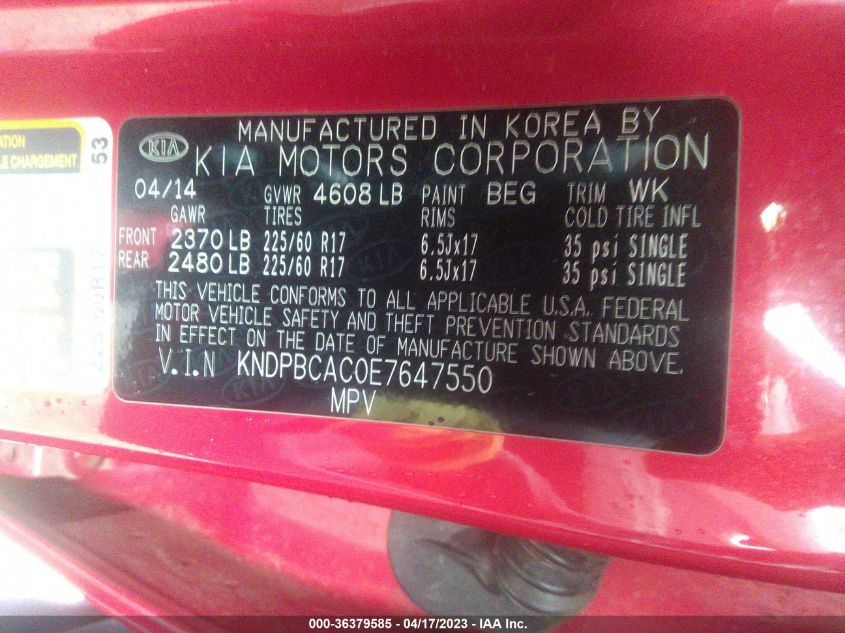 ATION
LE CHARGEMENT
53
225/60R17
KIA
MANUFACTURED IN KOREA BY
KIA MOTORS CORPORATION
04/14 GVWR 4608 LB PAINT BEG TRIM WK
GAWR TIRES RIMS COLD TIRE INFL
FRONT 2370 LB 225/60 R17 6.5Jx17 35 psi SINGLE
REAR 2480 LB 225/60 R17 6.5Jx17 35 psi SINGLE
THIS VEHICLE CONFORMS TO ALL APPLICABLE U.S.A. FEDERAL
MOTOR VEHICLE SAFETY AND THEFT PREVENTION STANDARDS
IN EFFECT ON THE DATE OF MANUFACTURE SHOWN ABOVE.
V.I.N KNDPBCAC0E7647550
MPV
000-36379585 - 04/17/2023 - IAA Inc.